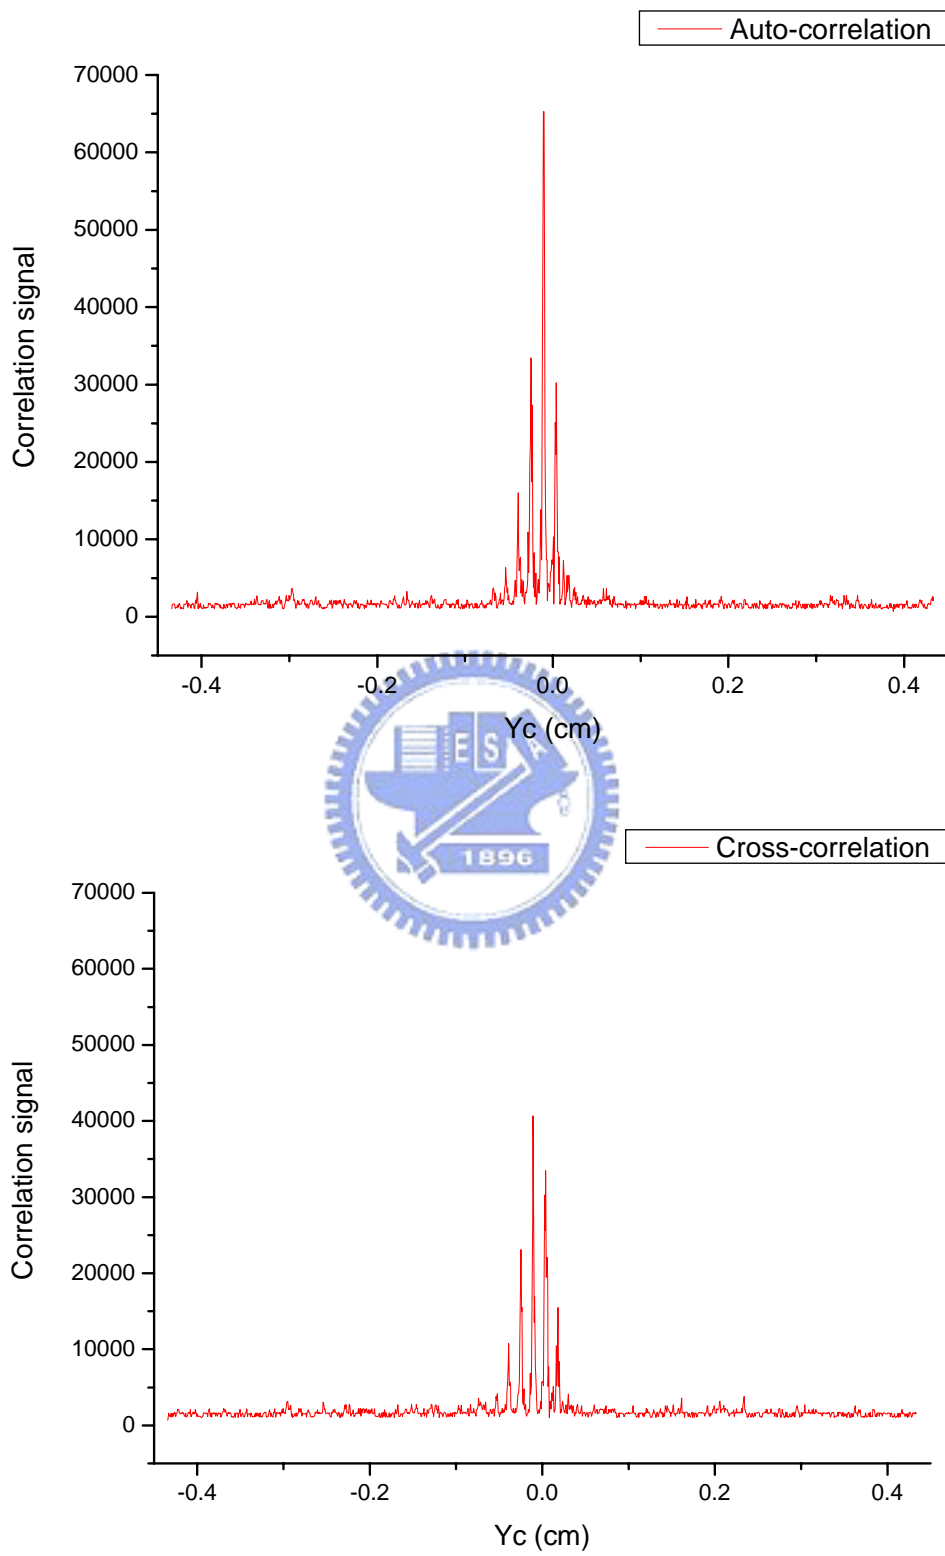 Auto-correlation
70000
60000
50000
40000
30000
20000
10000
0
Correlation signal
-0.4 -0.2 0.0 0.2 0.4
Yc (cm)
E S A
1896
Cross-correlation
70000
60000
50000
40000
30000
20000
10000
0
Correlation signal
-0.4 -0.2 0.0 0.2 0.4
Yc (cm)